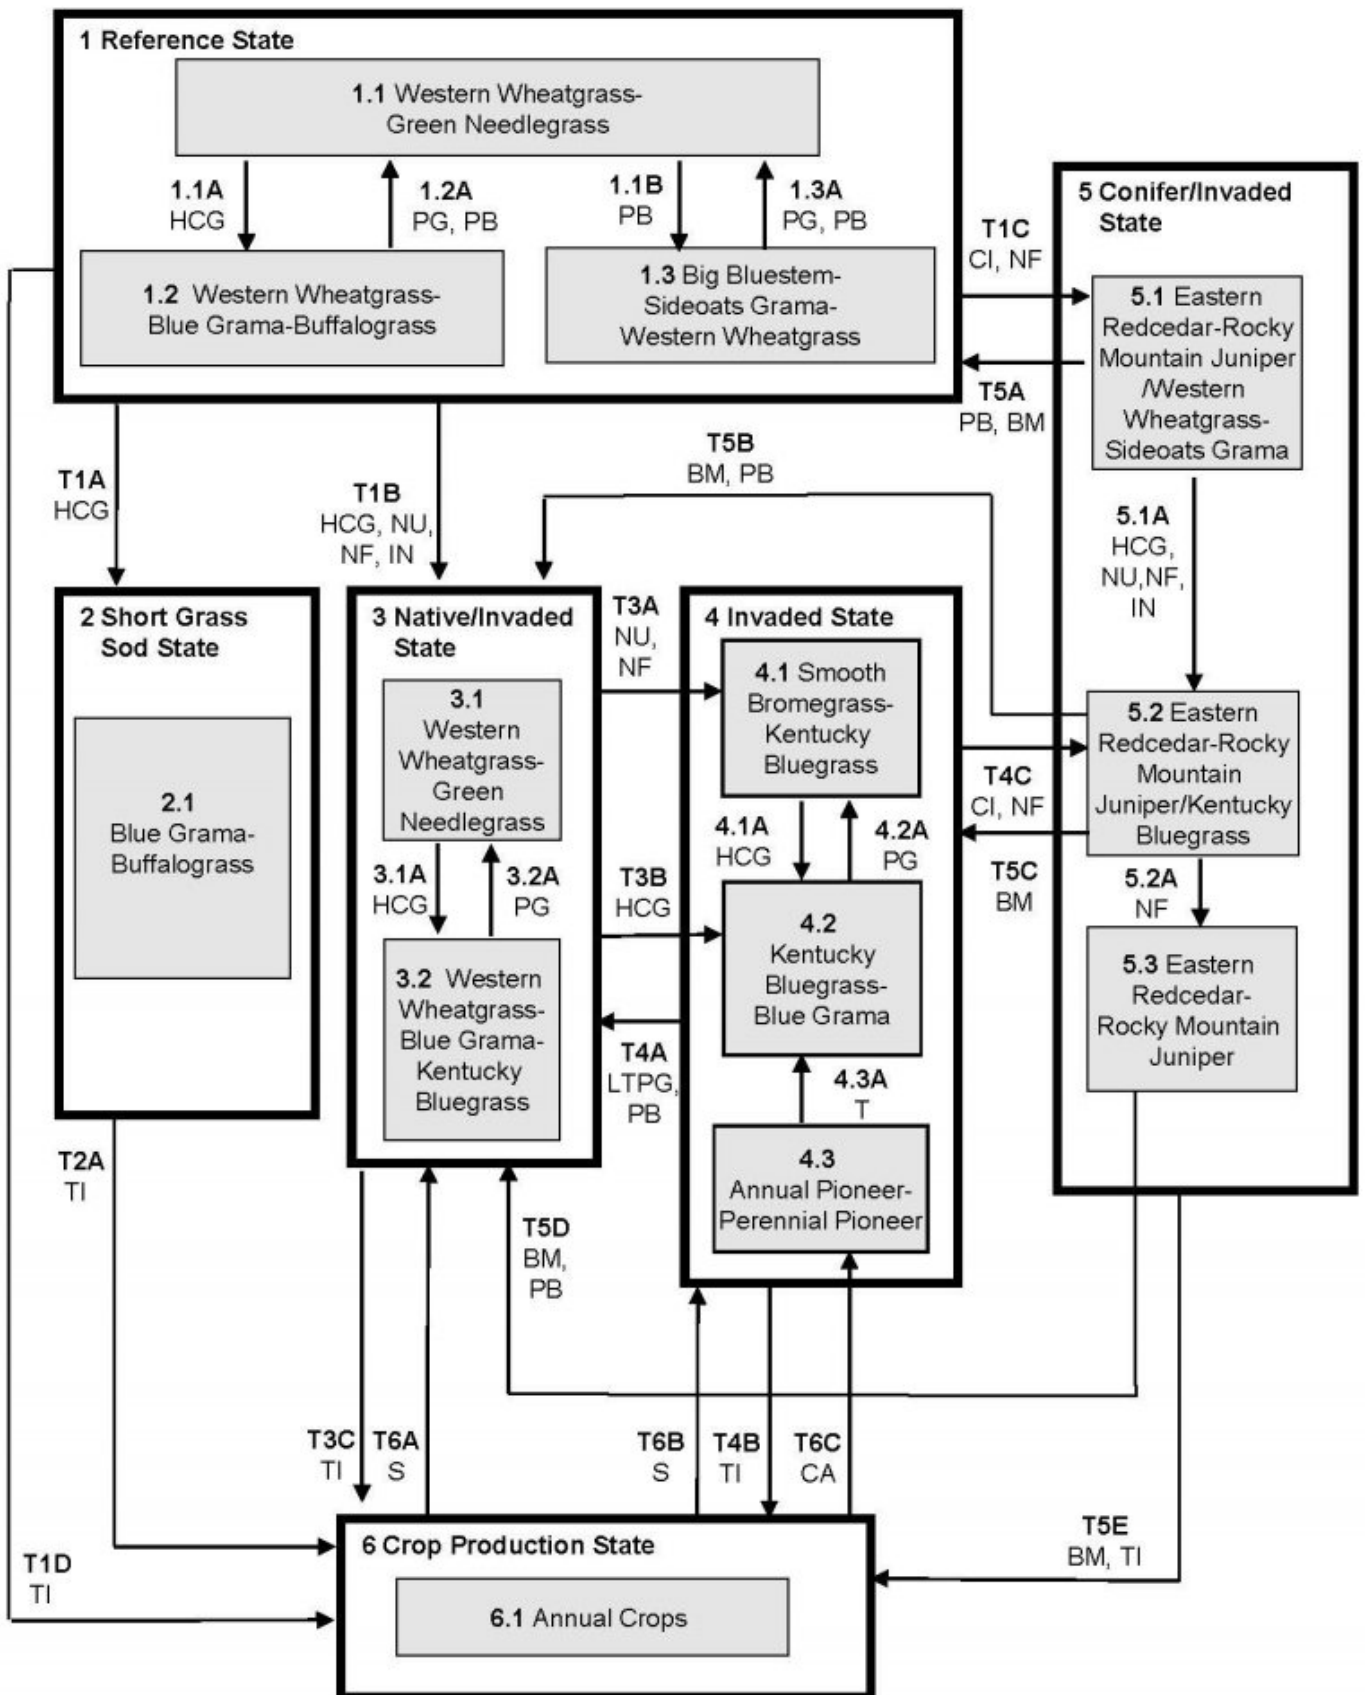 1 Reference State
1.1 Western Wheatgrass-
Green Needlegrass
1.1A
HCG
1.2A
PG, PB
1.1B
PB
1.3A
PG, PB
1.2 Western Wheatgrass-
Blue Grama-Buffalograss
1.3 Big Bluestem-
Sideoats Grama-
Western Wheatgrass
T1C
CI, NF
T5A
PB, BM
5 Conifer/Invaded
State
5.1 Eastern
Redcedar-Rocky
Mountain Juniper
/Western
Wheatgrass-
Sideoats Grama
T1A
HCG
T1B
HCG, NU,
NF, IN
T5B
BM, PB
5.1A
HCG,
NU,NF,
IN
2 Short Grass
Sod State
2.1
Blue Grama-
Buffalograss
3 Native/Invaded
State
3.1
Western
Wheatgrass-
Green
Needlegrass
3.1A
HCG
3.2A
PG
3.2 Western
Wheatgrass-
Blue Grama-
Kentucky
Bluegrass
T3A
NU,
NF
T3B
HCG
T4A
LTPG,
PB
4 Invaded State
4.1 Smooth
Bromegrass-
Kentucky
Bluegrass
4.1A
HCG
4.2A
PG
4.2
Kentucky
Bluegrass-
Blue Grama
4.3A
T
4.3
Annual Pioneer-
Perennial Pioneer
T4C
CI, NF
T5C
BM
5.2 Eastern
Redcedar-Rocky
Mountain
Juniper/Kentucky
Bluegrass
5.2A
NF
5.3 Eastern
Redcedar-
Rocky Mountain
Juniper
T2A
TI
T5D
BM,
PB
T3C
TI
T6A
S
T6B
S
T4B
TI
T6C
CA
T5E
BM, TI
T1D
TI
6 Crop Production State
6.1 Annual Crops